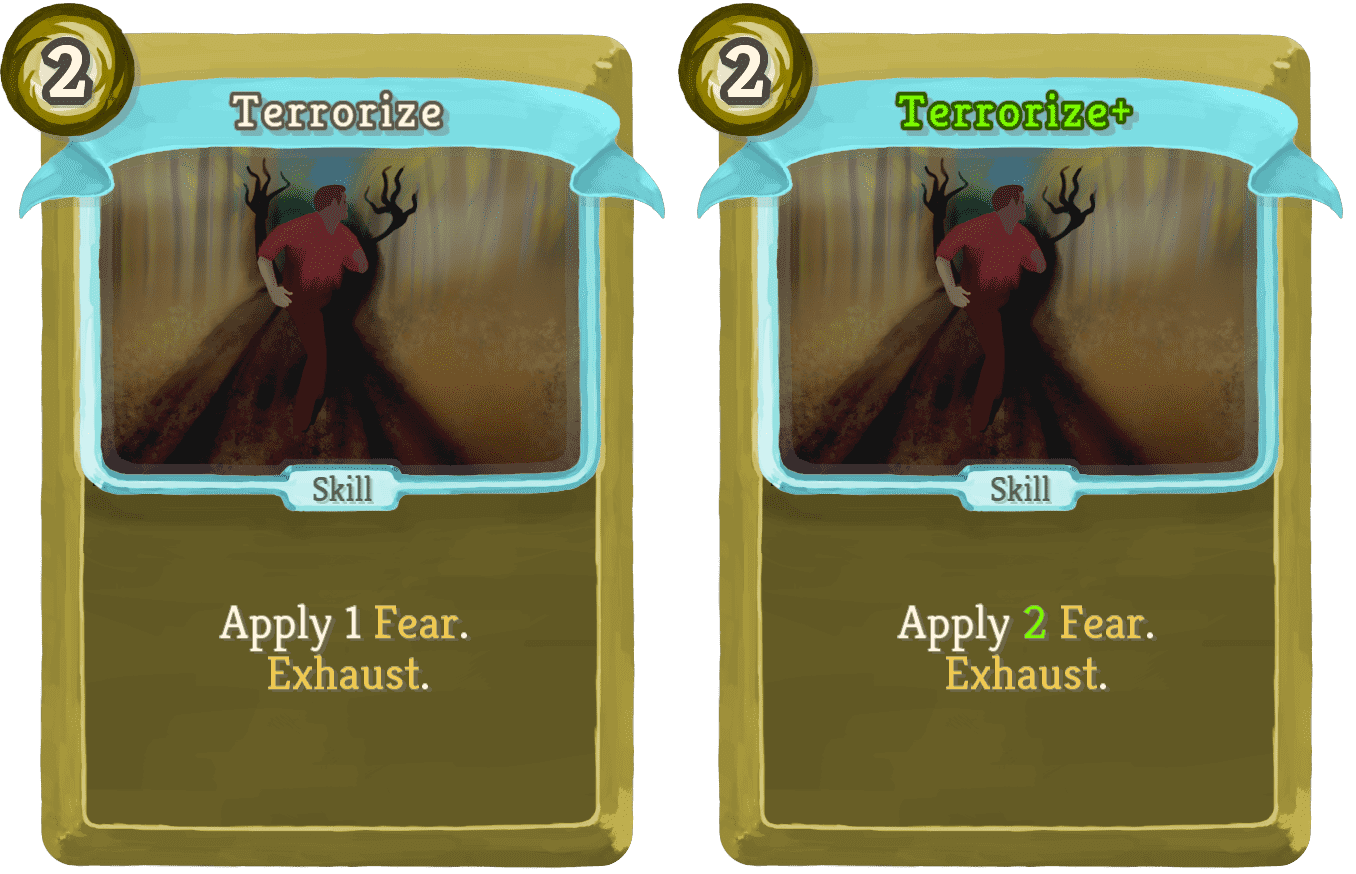 2
Terrorize
Skill
Apply 1 Fear.
Exhaust.
2
Terrorize+
Skill
Apply 2 Fear.
Exhaust.